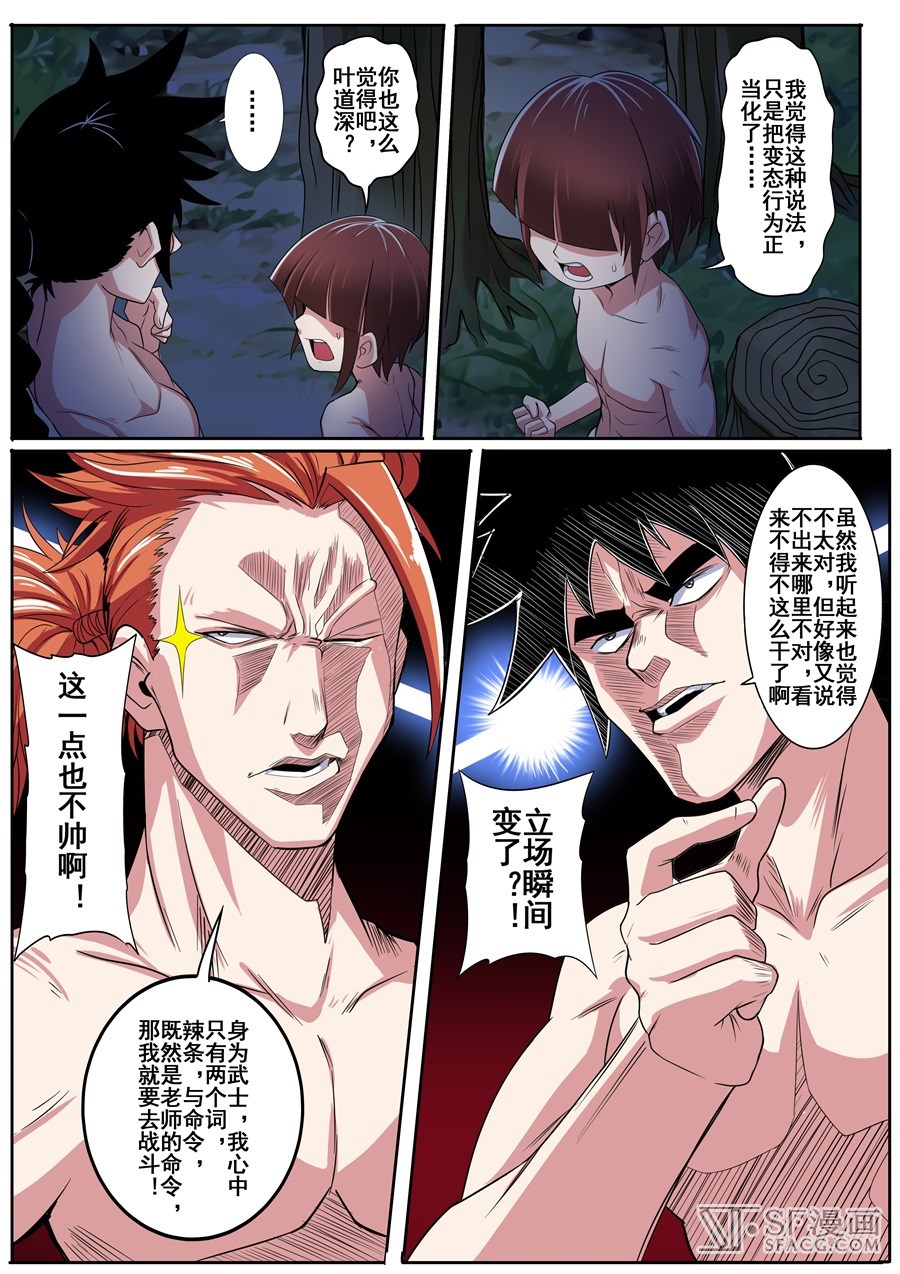 我觉得这种说法，
只是把变态行为正
当化了……
你也这么
觉得吧，
叶道深？
……
虽然我听起来也觉得
不太对，但好像又说
不出来哪里不对，看
来不得不这么干了啊
立场瞬间
变了？！
身为武士，我心中
只有两个词，
辣条，与命令，
既然是老师的命令，
那我就要去战斗！
这一点也不帅啊！
SF漫画
SFACG.COM